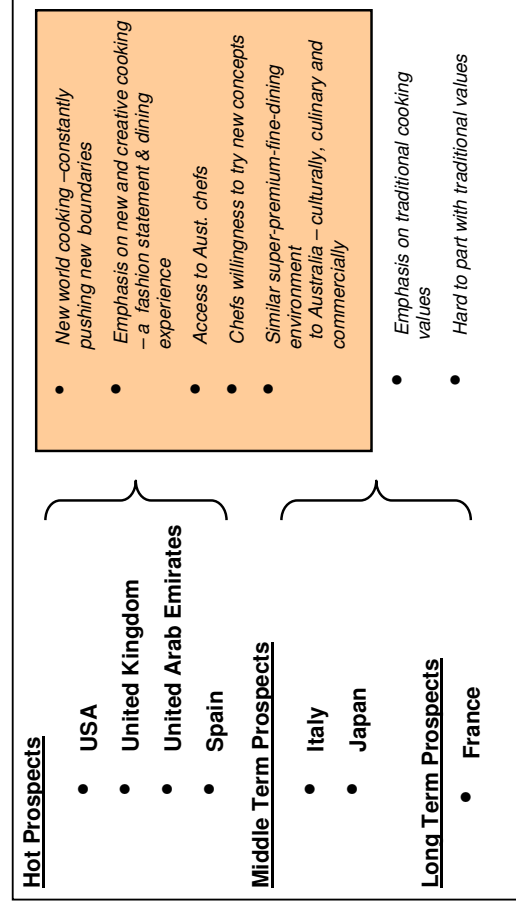 Hot Prospects
• USA
• United Kingdom
• United Arab Emirates
• Spain
Middle Term Prospects
• Italy
• Japan
Long Term Prospects
• France
• New world cooking –constantly
pushing new boundaries
• Emphasis on new and creative cooking
– a fashion statement & dining
experience
• Access to Aust. chefs
• Chefs willingness to try new concepts
• Similar super-premium-fine-dining
environment
to Australia – culturally, culinary and
commercially
• Emphasis on traditional cooking
values
• Hard to part with traditional values